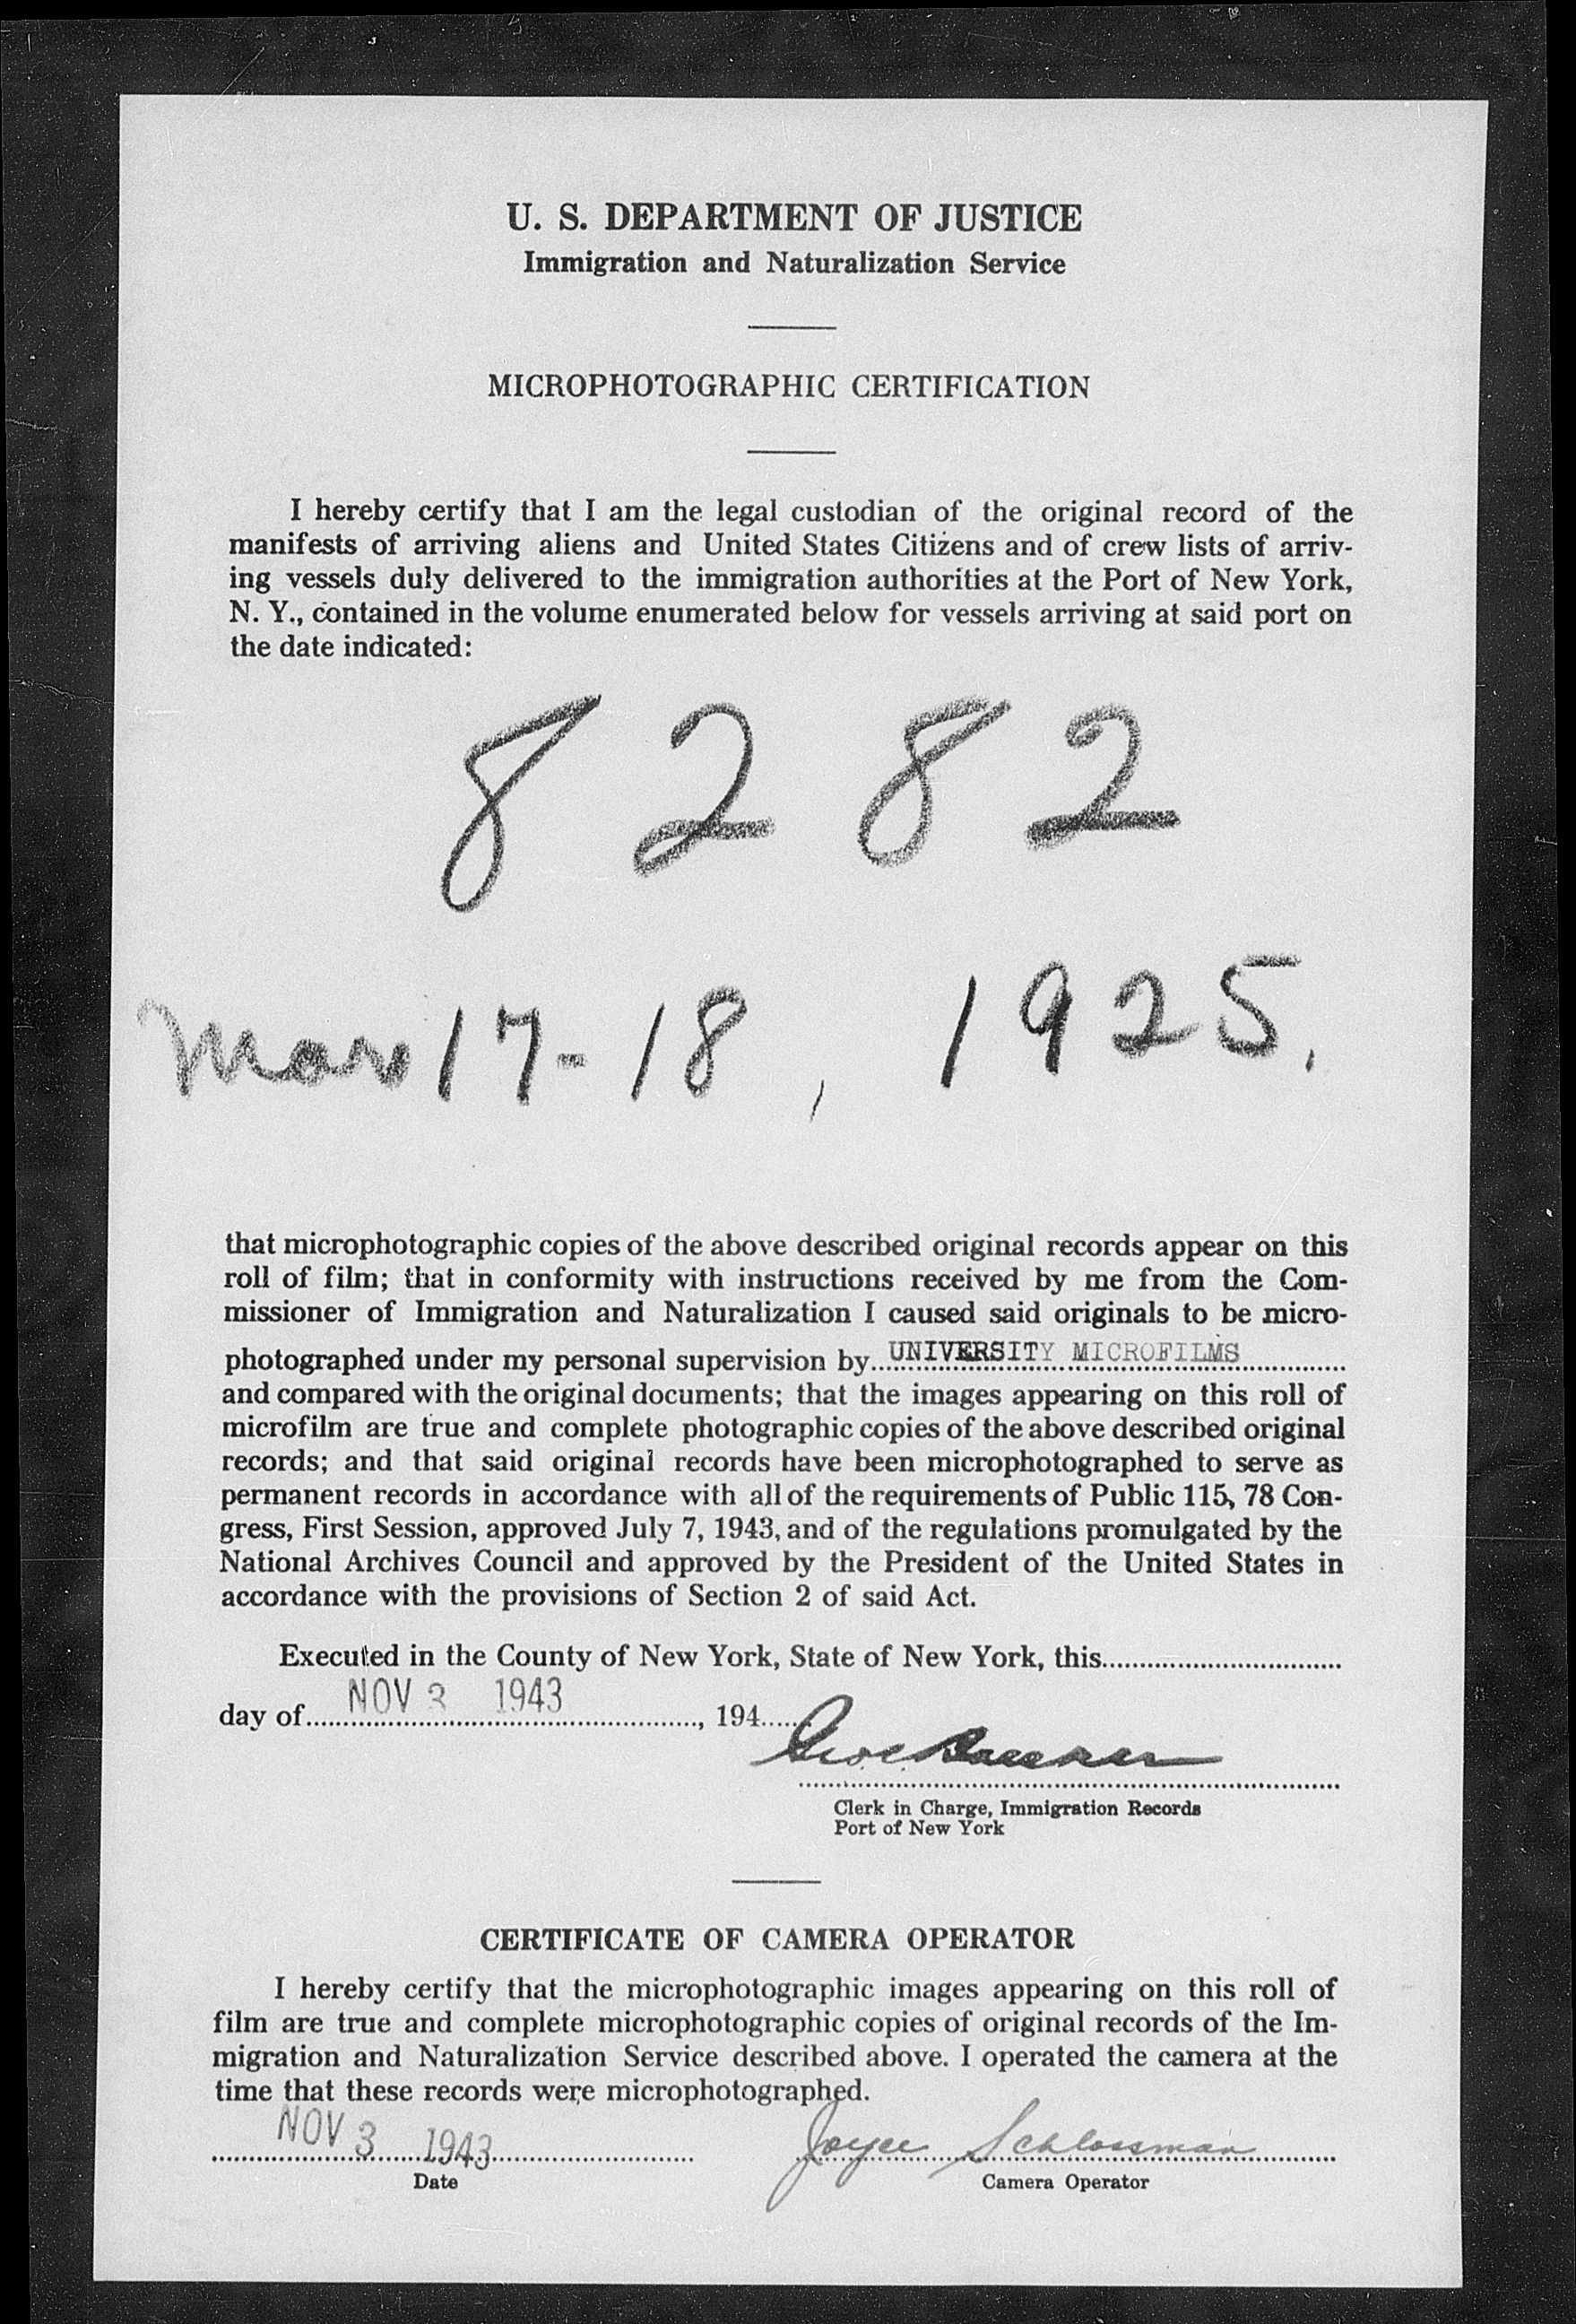 U. S. DEPARTMENT OF JUSTICE
Immigration and Naturalization Service
MICROPHOTOGRAPHIC CERTIFICATION
I hereby certify that I am the legal custodian of the original record of the
manifests of arriving aliens and United States Citizens and of crew lists of arriv-
ing vessels duly delivered to the immigration authorities at the Port of New York,
N. Y., contained in the volume enumerated below for vessels arriving at said port on
the date indicated:
8282
Mar 17-18, 1925.
that microphotographic copies of the above described original records appear on this
roll of film; that in conformity with instructions received by me from the Com-
missioner of Immigration and Naturalization I caused said originals to be micro-
photographed under my personal supervision by UNIVERSITY MICROFILMS
and compared with the original documents; that the images appearing on this roll of
microfilm are true and complete photographic copies of the above described original
records; and that said original records have been microphotographed to serve as
permanent records in accordance with all of the requirements of Public 115, 78 Con-
gress, First Session, approved July 7, 1943, and of the regulations promulgated by the
National Archives Council and approved by the President of the United States in
accordance with the provisions of Section 2 of said Act.
Executed in the County of New York, State of New York, this
day of NOV 3 1943, 194
Clerk in Charge, Immigration Records
Port of New York
CERTIFICATE OF CAMERA OPERATOR
I hereby certify that the microphotographic images appearing on this roll of
film are true and complete microphotographic copies of original records of the Im-
migration and Naturalization Service described above. I operated the camera at the
time that these records were microphotographed.
NOV 3 1943 Joyce Schlossman
Date Camera Operator